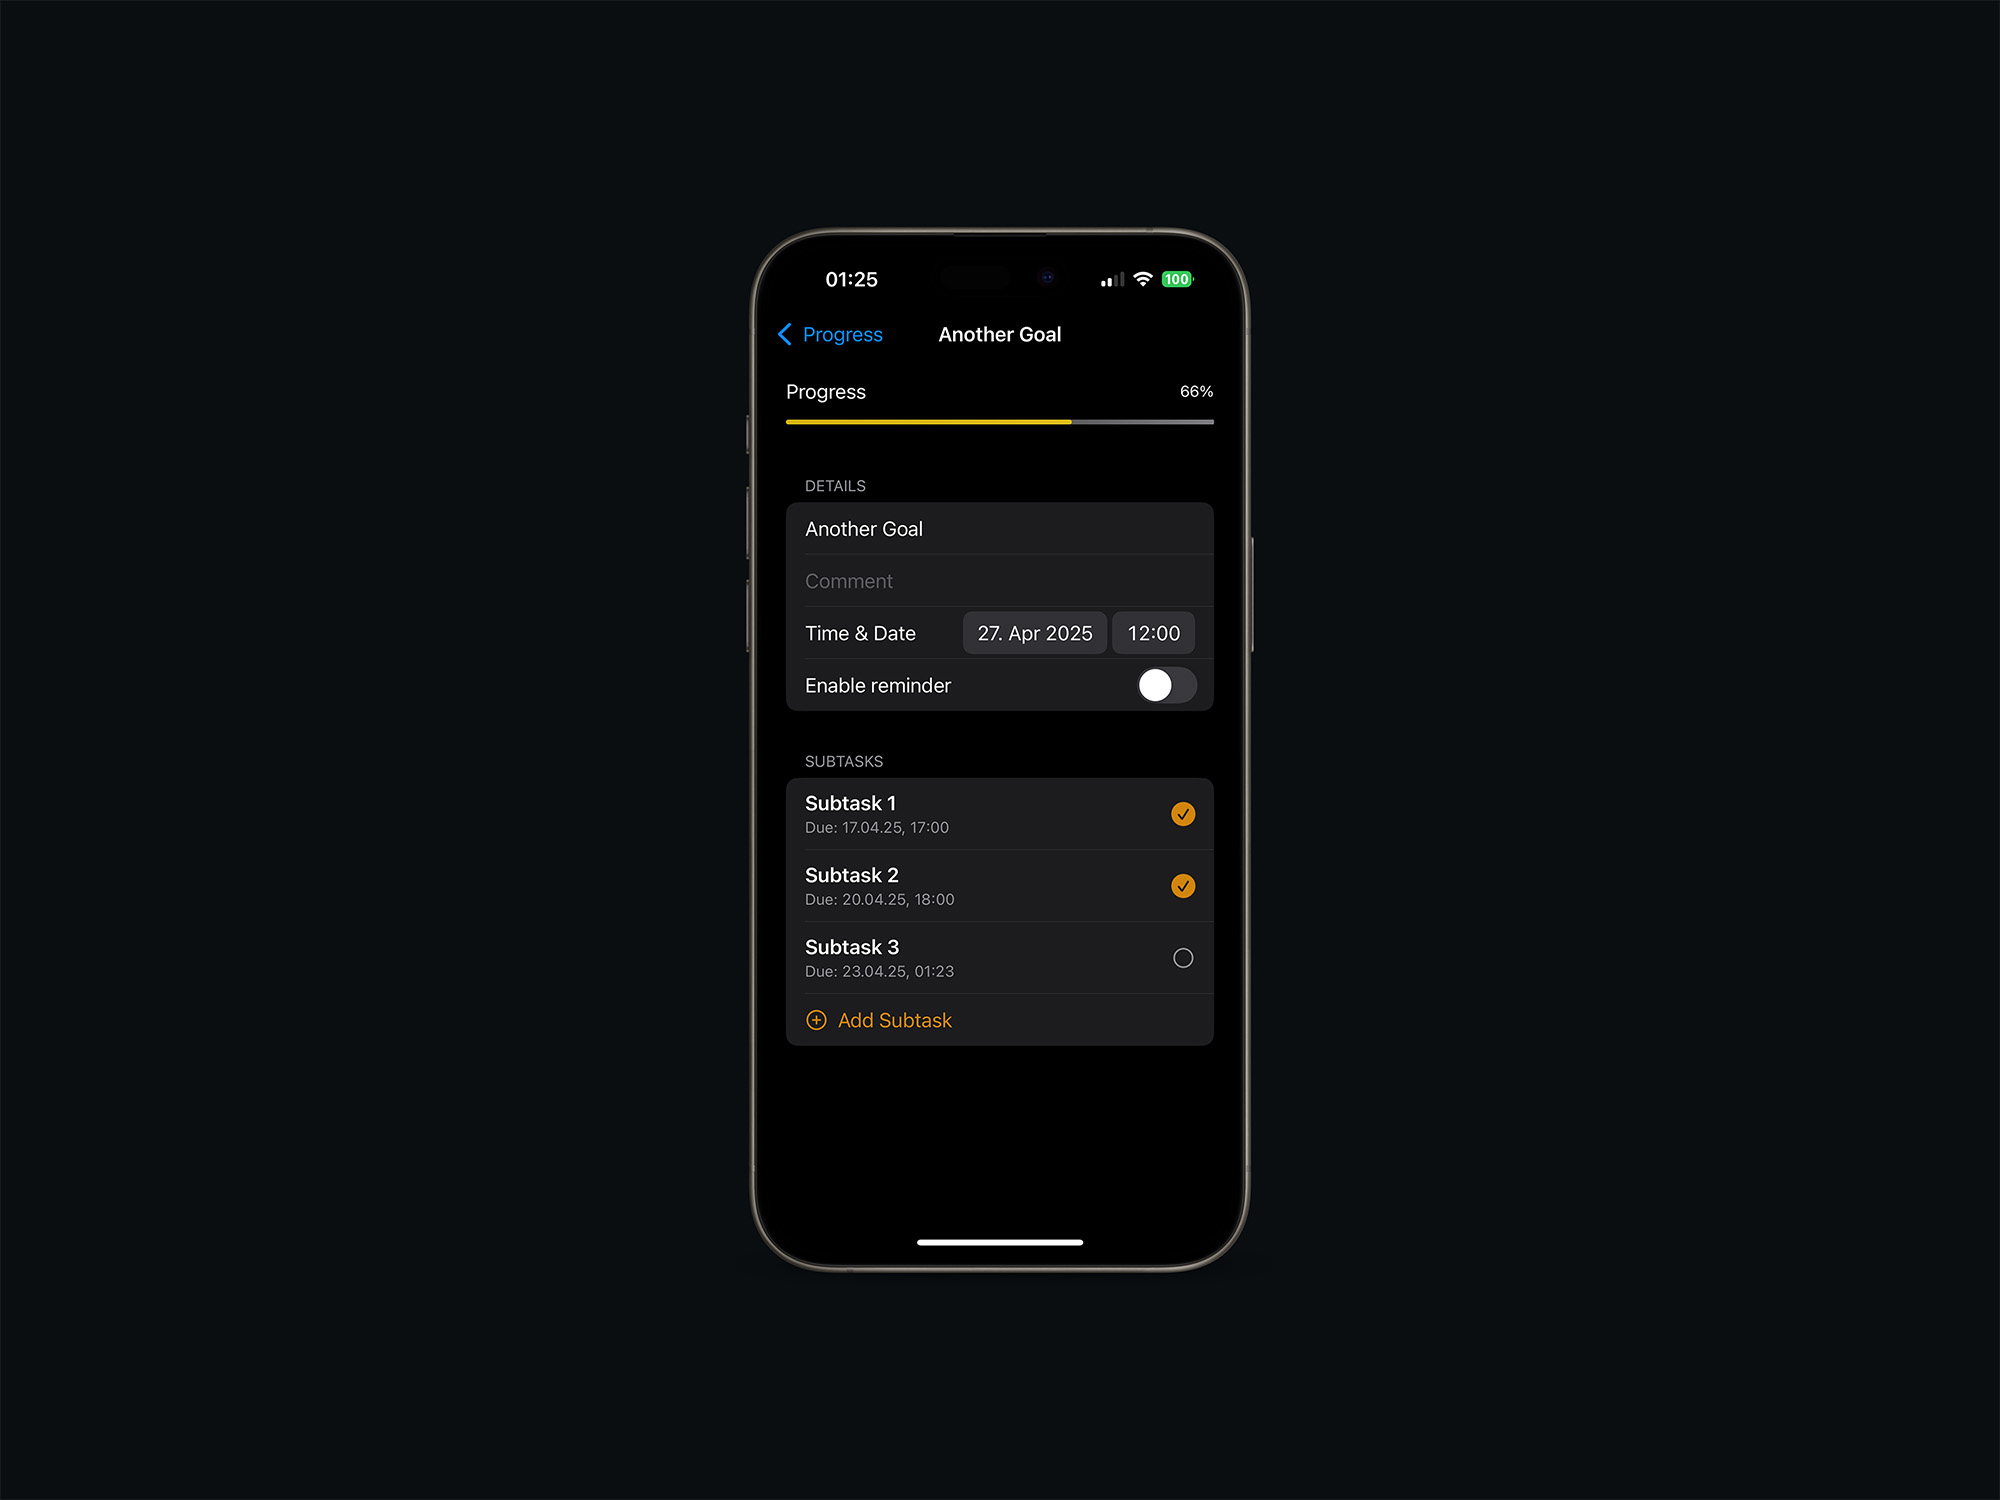 01:25
100
Progress
Another Goal
Progress
66%
DETAILS
Another Goal
Comment
Time & Date
27. Apr 2025
12:00
Enable reminder
SUBTASKS
Subtask 1
Due: 17.04.25, 17:00
Subtask 2
Due: 20.04.25, 18:00
Subtask 3
Due: 23.04.25, 01:23
Add Subtask